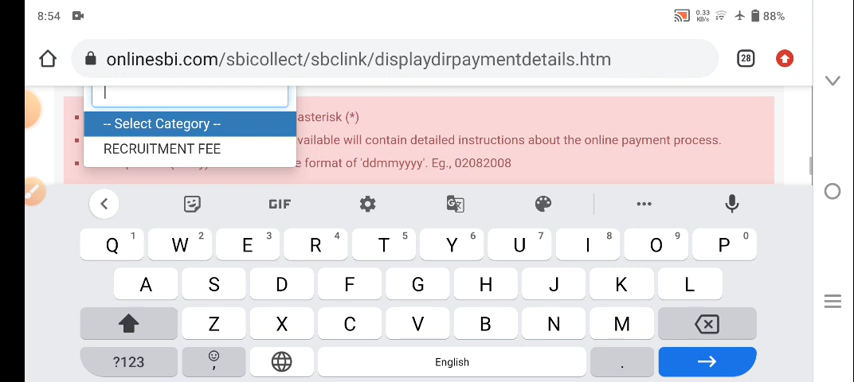 8:54
0.33
KB/s
88%
onlinesbi.com/sbicollect/sbclink/displaydirpaymentdetails.htm
28
-- Select Category --
asterisk (*)
vailable will contain detailed instructions about the online payment process.
RECRUITMENT FEE
e format of 'ddmmyyyy'. Eg., 02082008
GIF
Q 1 W 2 E 3 R 4 T 5 Y 6 U 7 I 8 O 9 P 0
A S D F G H J K L
Z X C V B N M
?123 , English .